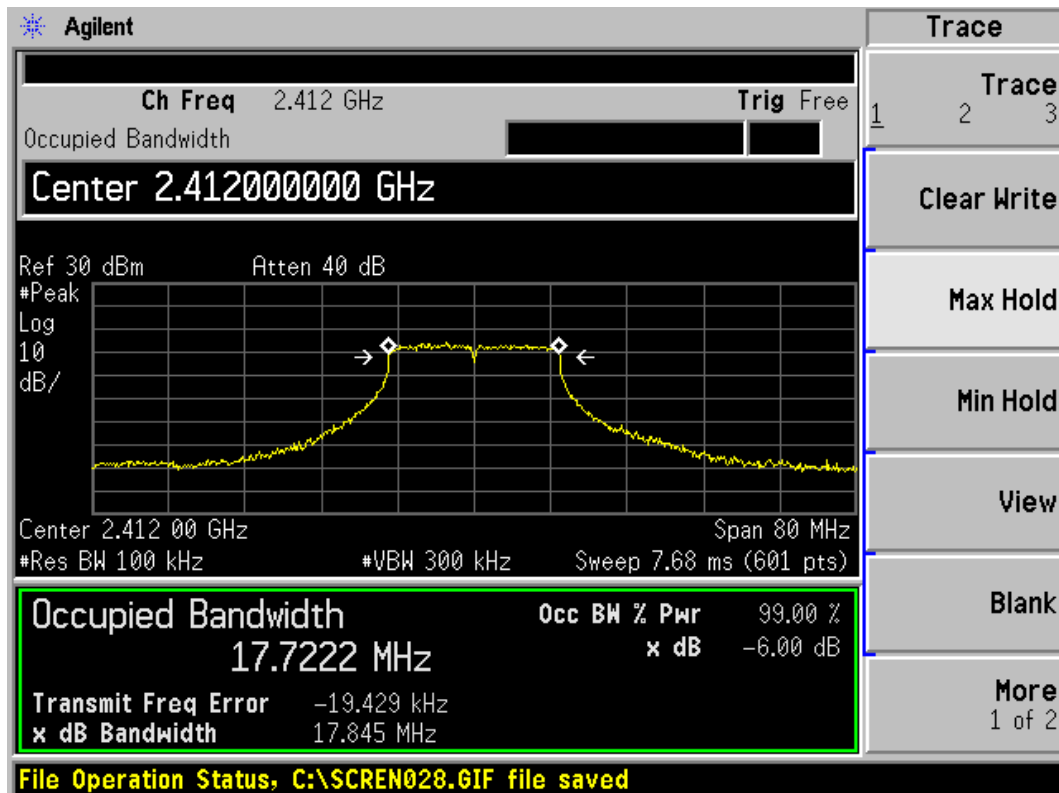 Agilent
Ch Freq 2.412 GHz Trig Free
Occupied Bandwidth
Center 2.412000000 GHz
Ref 30 dBm Atten 40 dB
#Peak
Log
10
dB/
Center 2.412 00 GHz Span 80 MHz
#Res BW 100 kHz #VBW 300 kHz Sweep 7.68 ms (601 pts)
Occupied Bandwidth
17.7222 MHz
Occ BW % Pwr 99.00 %
x dB -6.00 dB
Transmit Freq Error -19.429 kHz
x dB Bandwidth 17.845 MHz
File Operation Status, C:\SCREN028.GIF file saved
Trace
Trace
1 2 3
Clear Write
Max Hold
Min Hold
View
Blank
More
1 of 2